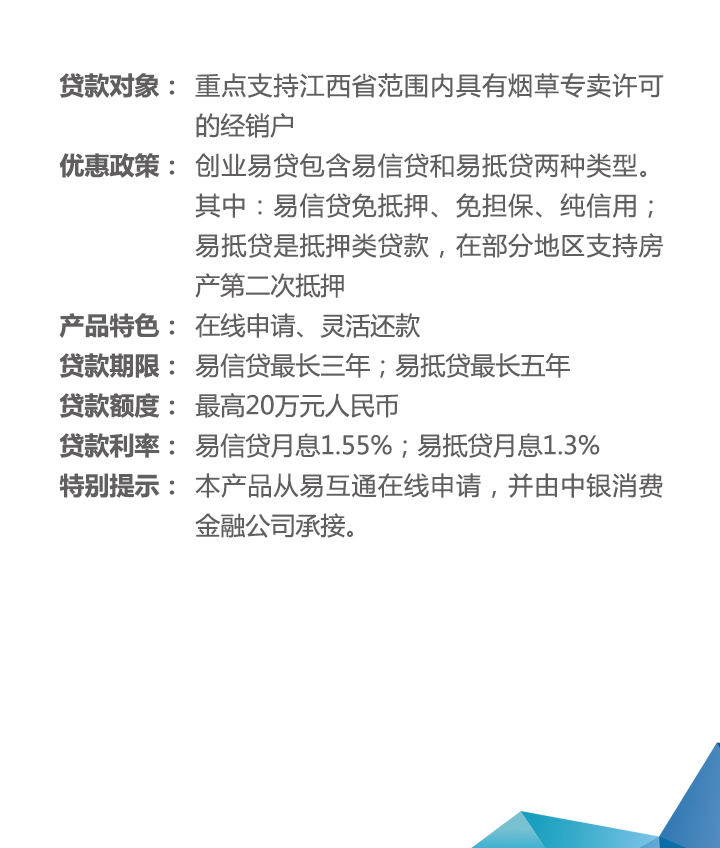 贷款对象：重点支持江西省范围内具有烟草专卖许可
的经销户
优惠政策：创业易贷包含易信贷和易抵贷两种类型。
其中：易信贷免抵押、免担保、纯信用；
易抵贷是抵押类贷款，在部分地区支持房
产第二次抵押
产品特色：在线申请、灵活还款
贷款期限：易信贷最长三年；易抵贷最长五年
贷款额度：最高20万元人民币
贷款利率：易信贷月息1.55%；易抵贷月息1.3%
特别提示：本产品从易互通在线申请，并由中银消费
金融公司承接。